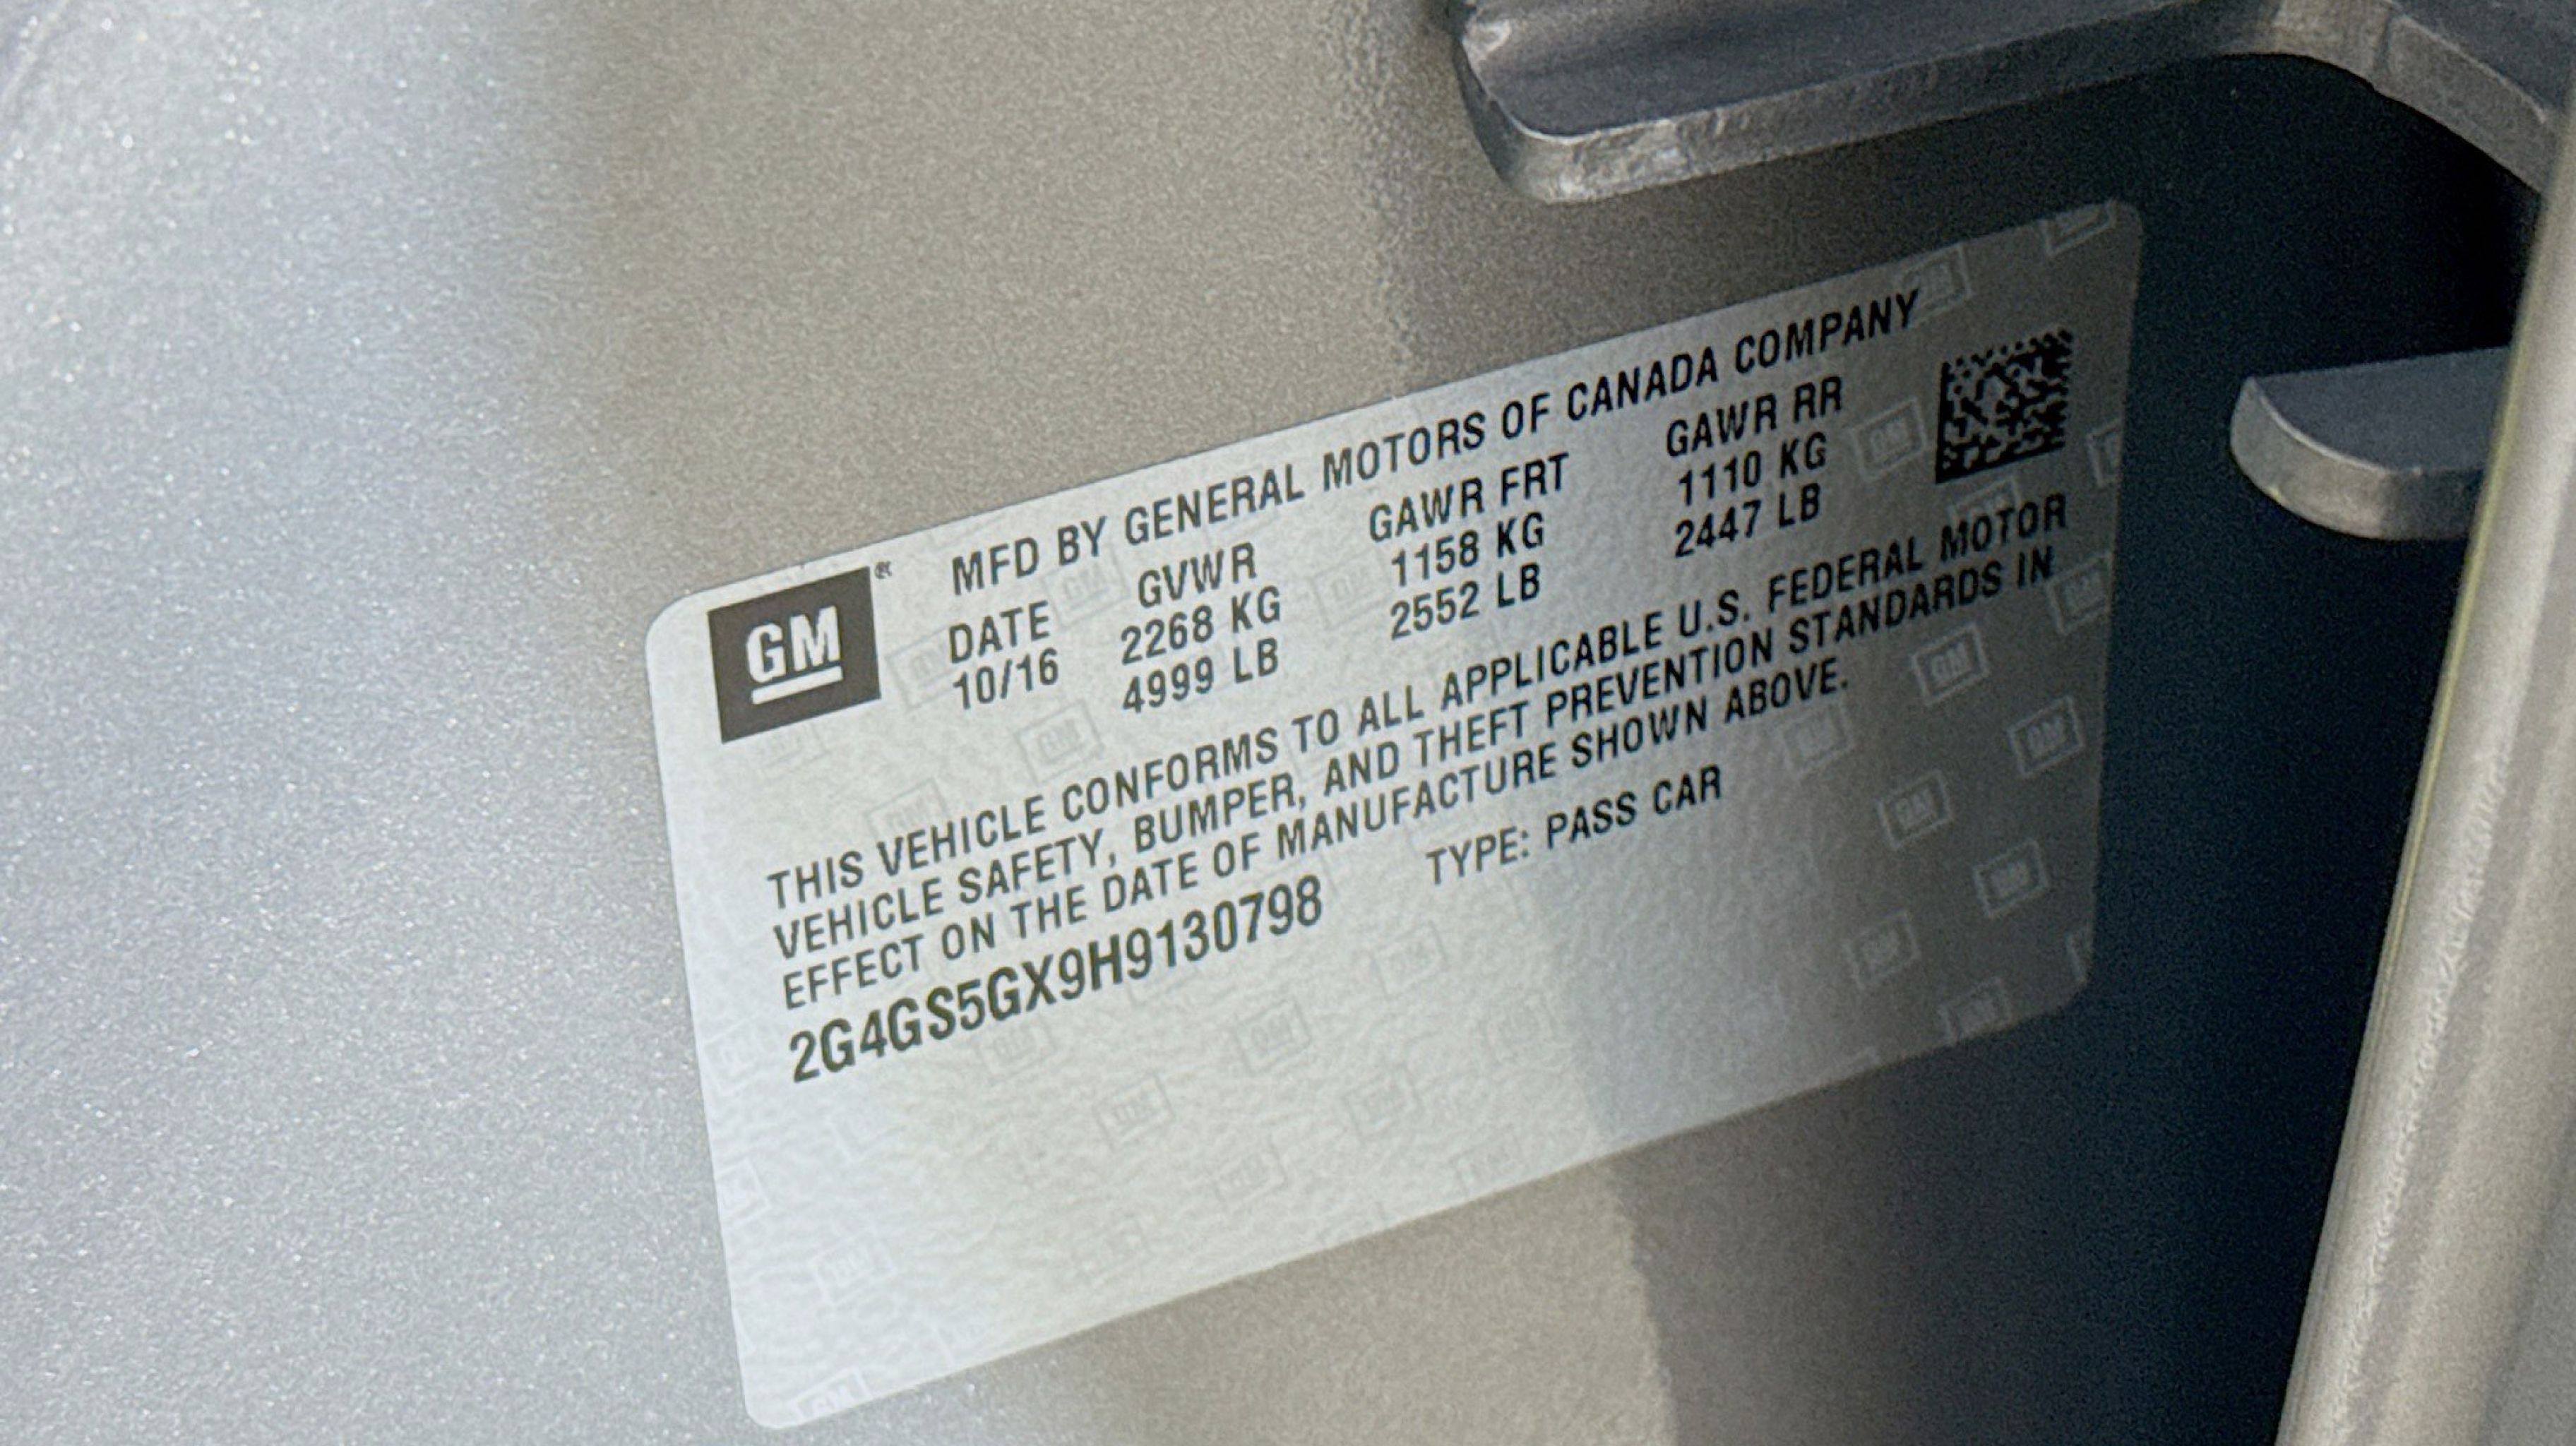 GM ®
MFD BY GENERAL MOTORS OF CANADA COMPANY
DATE GVWR GAWR FRT GAWR RR
10/16 2268 KG 1158 KG 1110 KG
4999 LB 2552 LB 2447 LB
THIS VEHICLE CONFORMS TO ALL APPLICABLE U.S. FEDERAL MOTOR
VEHICLE SAFETY, BUMPER, AND THEFT PREVENTION STANDARDS IN
EFFECT ON THE DATE OF MANUFACTURE SHOWN ABOVE.
2G4GS5GX9H9130798 TYPE: PASS CAR